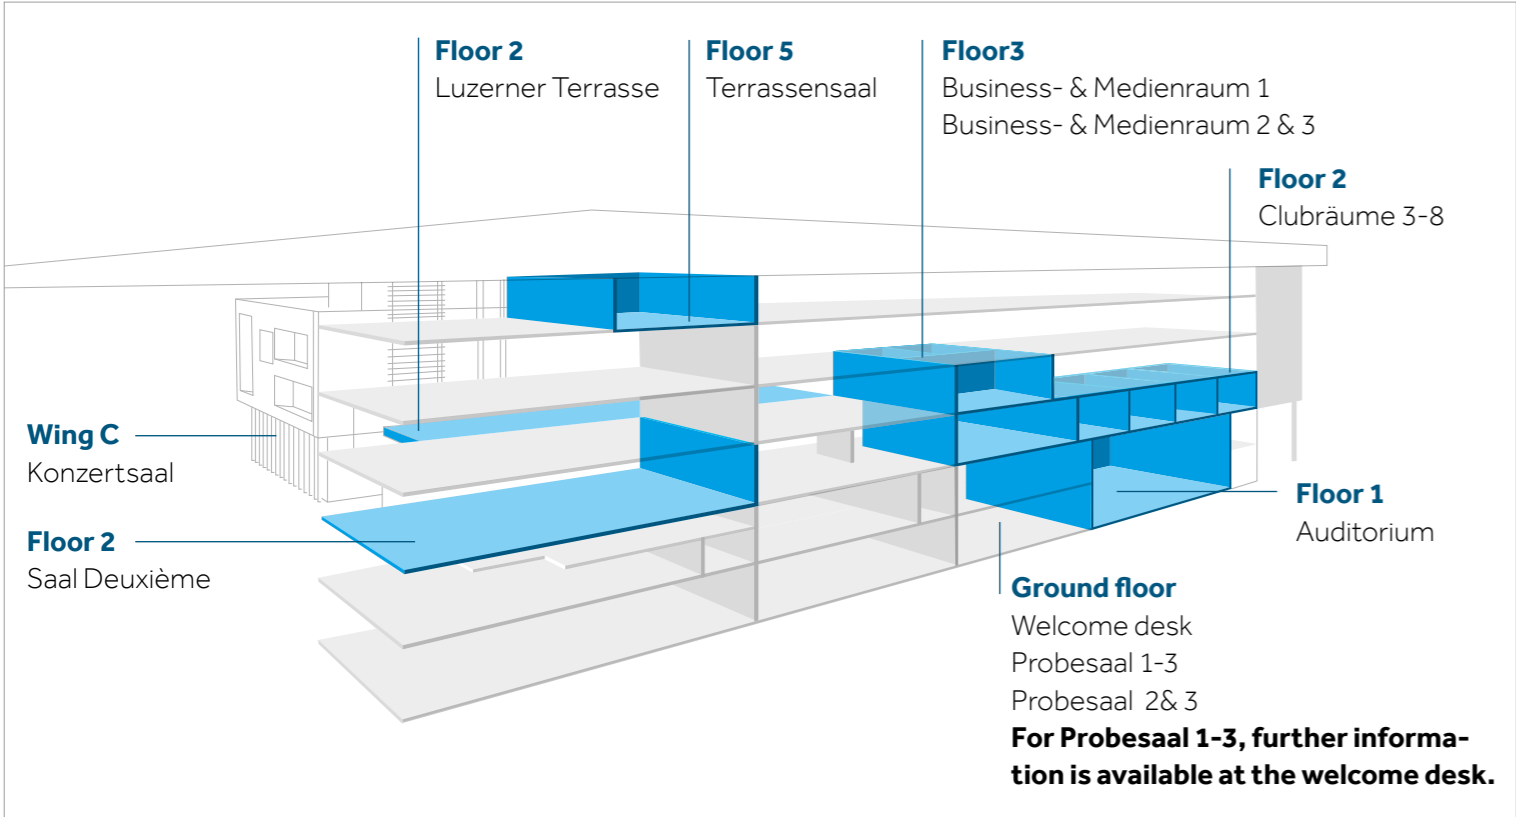 Floor 2
Luzerner Terrasse
Floor 5
Terrassensaal
Floor3
Business- & Medienraum 1
Business- & Medienraum 2 & 3
Floor 2
Clubräume 3-8
Wing C
Konzertsaal
Floor 2
Saal Deuxième
Floor 1
Auditorium
Ground floor
Welcome desk
Probesaal 1-3
Probesaal  2& 3
For Probesaal 1-3, further informa-
tion is available at the welcome desk.